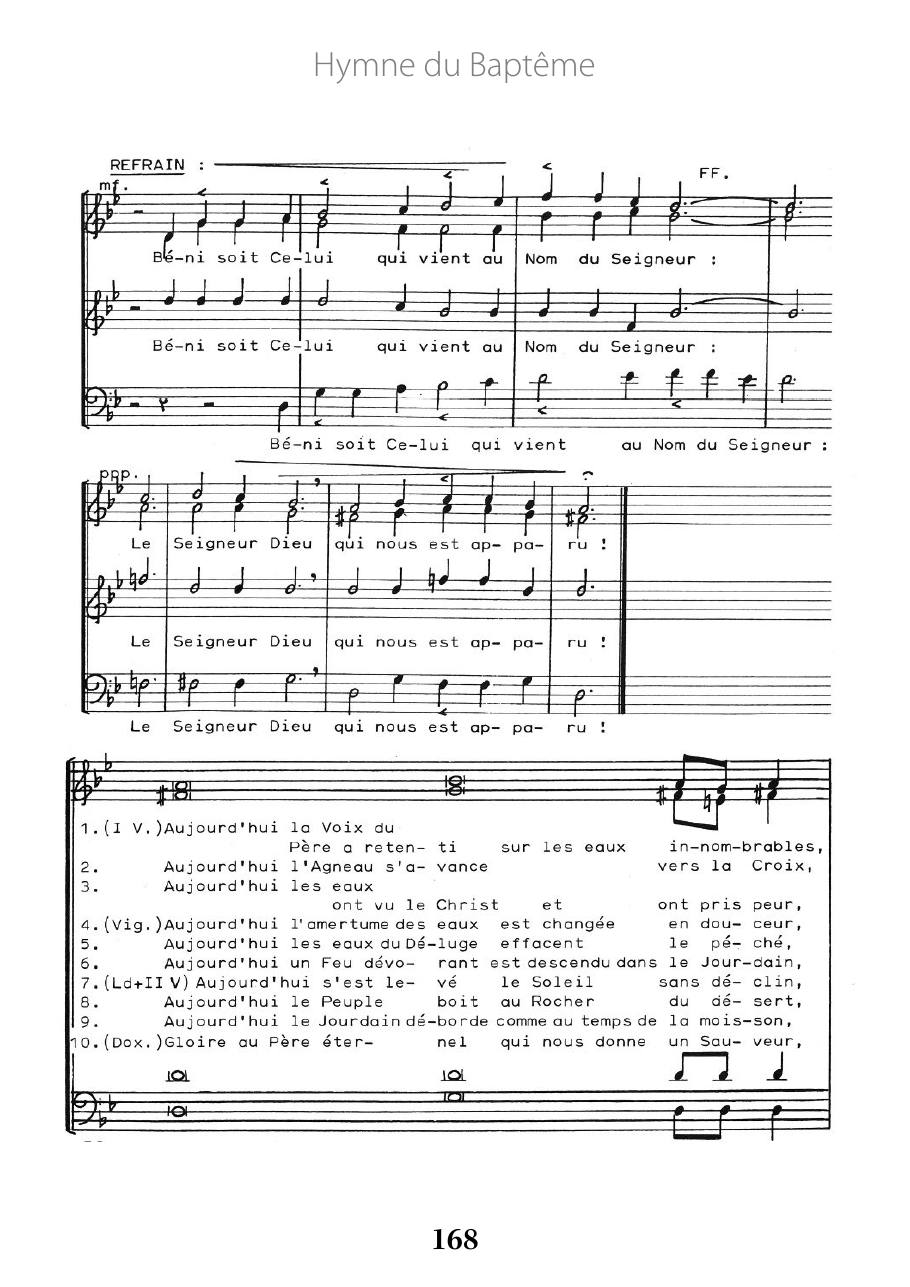 Hymne du Baptême
REFRAIN :
mf.
FF.
Bé-ni soit Ce-lui qui vient au Nom du Seigneur :
Bé-ni soit Ce-lui qui vient au Nom du Seigneur :
Bé-ni soit Ce-lui qui vient au Nom du Seigneur :
pRp.
Le Seigneur Dieu qui nous est ap- pa- ru !
Le Seigneur Dieu qui nous est ap- pa- ru !
Le Seigneur Dieu qui nous est ap- pa- ru !
1.(I V.)Aujourd'hui la Voix du
Père a reten- ti sur les eaux in-nom-brables,
2. Aujourd'hui l'Agneau s'a- vance vers la Croix,
3. Aujourd'hui les eaux
ont vu le Christ et ont pris peur,
4.(Vig.)Aujourd'hui l'amertume des eaux est changée en dou- ceur,
5. Aujourd'hui les eaux du Dé- luge effacent le pé- ché,
6. Aujourd'hui un Feu dévo- rant est descendu dans le Jour-dain,
7.(Ld+II V) Aujourd'hui s'est le- vé le Soleil sans dé- clin,
8. Aujourd'hui le Peuple boit au Rocher du dé- sert,
9. Aujourd'hui le Jourdain dé-borde comme au temps de la mois-son,
10.(Dox.)Gloire au Père éter- nel qui nous donne un Sau- veur,
168